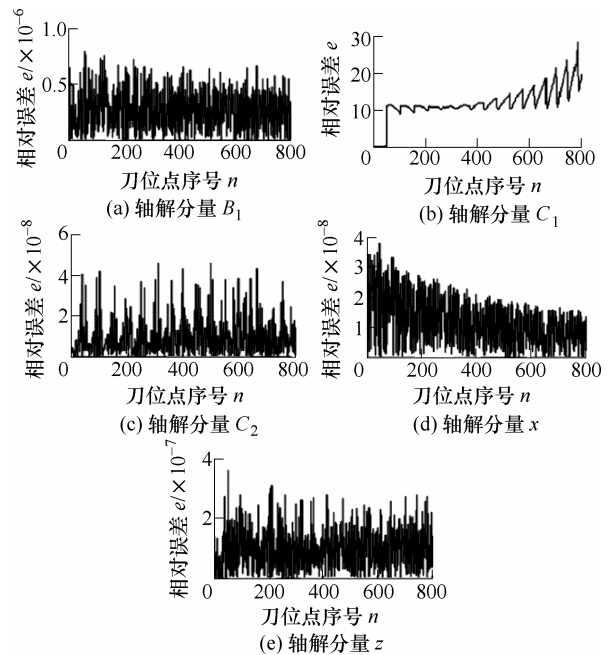 相对误差 e/×10⁻⁶
1.0
0.5
0
0 200 400 600 800
刀位点序号 n
(a) 轴解分量 B₁
相对误差 e
30
20
10
0 200 400 600 800
刀位点序号 n
(b) 轴解分量 C₁
相对误差 e/×10⁻⁸
6
4
2
0 200 400 600 800
刀位点序号 n
(c) 轴解分量 C₂
相对误差 e/×10⁻⁸
4
3
2
1
0 200 400 600 800
刀位点序号 n
(d) 轴解分量 x
相对误差 e/×10⁻⁷
4
2
0 200 400 600 800
刀位点序号 n
(e) 轴解分量 z